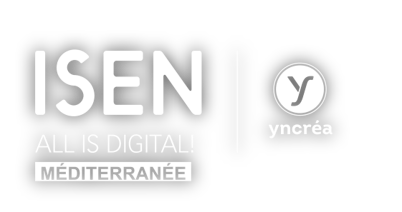 ISEN
ALL IS DIGITAL!
MÉDITERRANÉE
yncréa